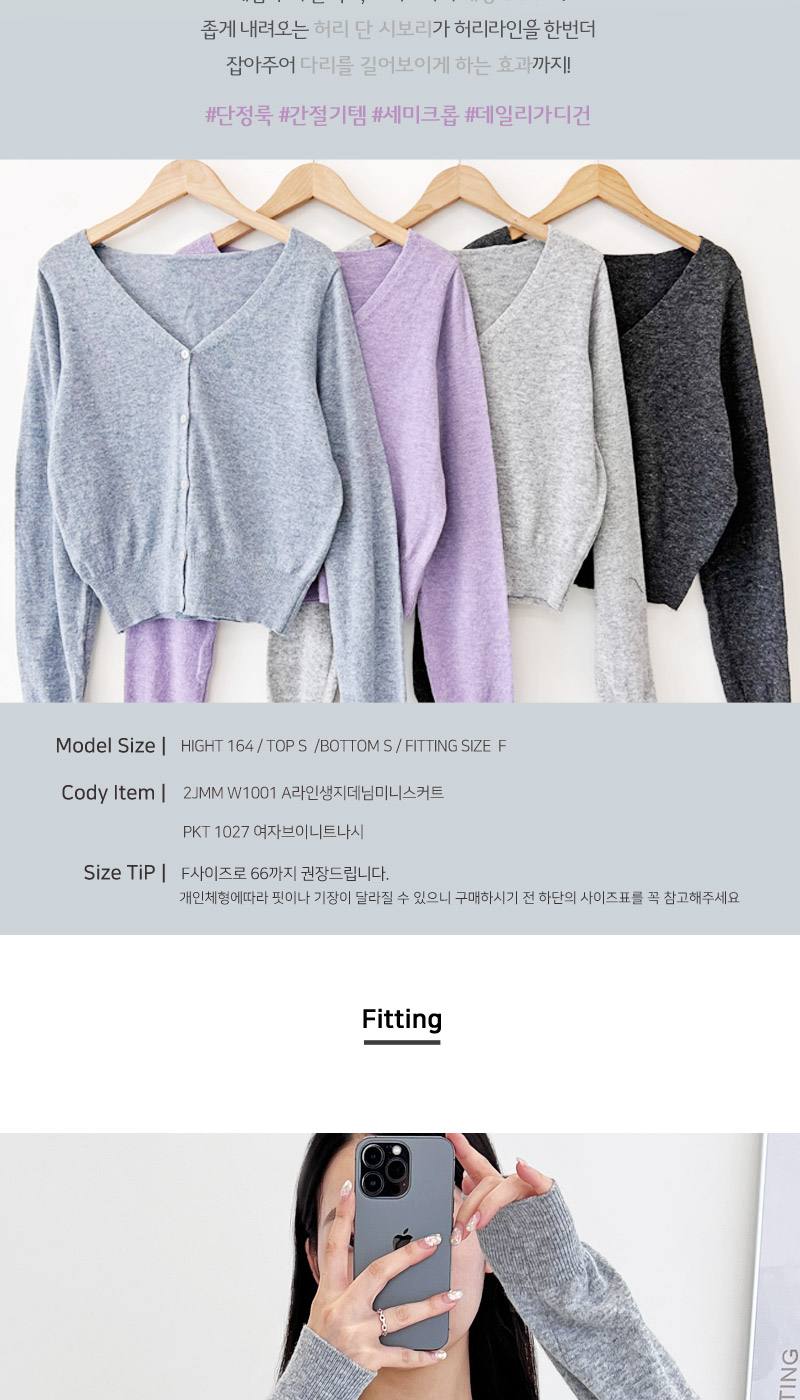 좁게 내려오는 허리 단 시보리가 허리라인을 한번더
잡아주어 다리를 길어보이게 하는 효과까지!
#단정룩 #간절기템 #세미크롭 #데일리가디건
Model Size | HIGHT 164 / TOP S /BOTTOM S / FITTING SIZE F
Cody Item | 2JMM W1001 A라인생지데님미니스커트
PKT 1027 여자브이니트나시
Size TiP | F사이즈로 66까지 권장드립니다.
개인체형에따라 핏이나 기장이 달라질 수 있으니 구매하시기 전 하단의 사이즈표를 꼭 참고해주세요
Fitting